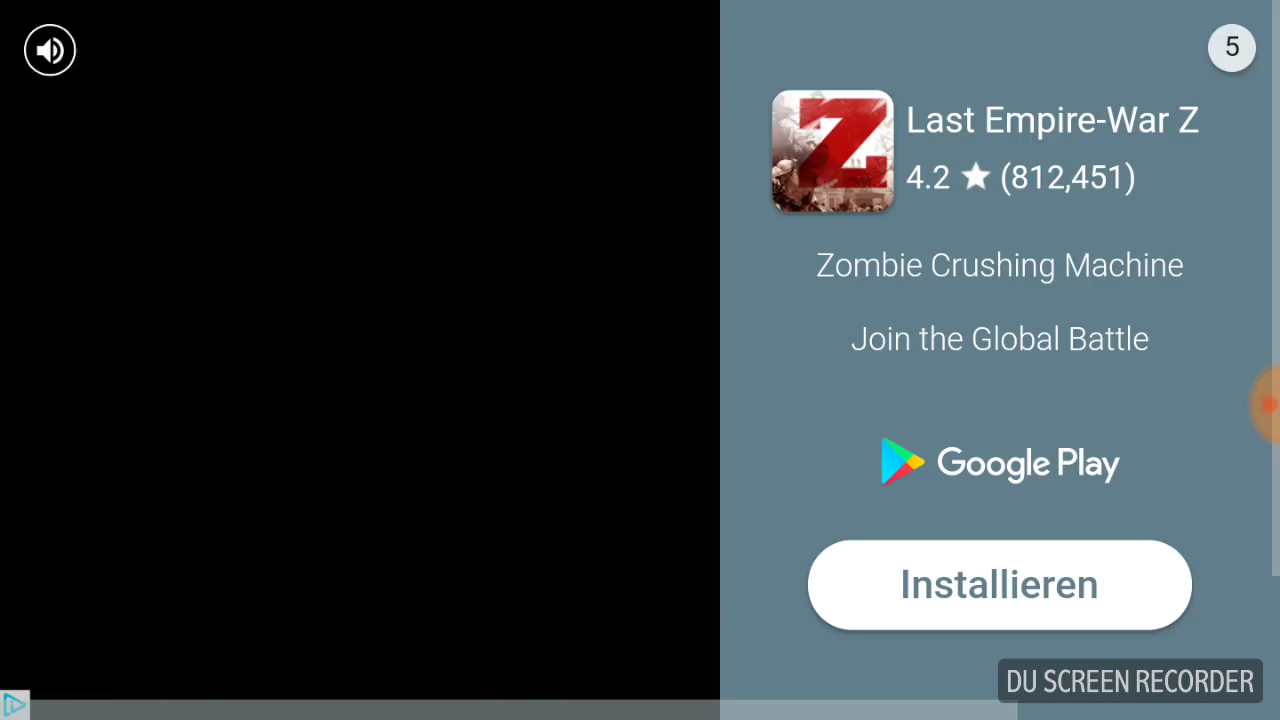 5
Last Empire-War Z
4.2 ★ (812,451)
Zombie Crushing Machine
Join the Global Battle
Google Play
Installieren
DU SCREEN RECORDER